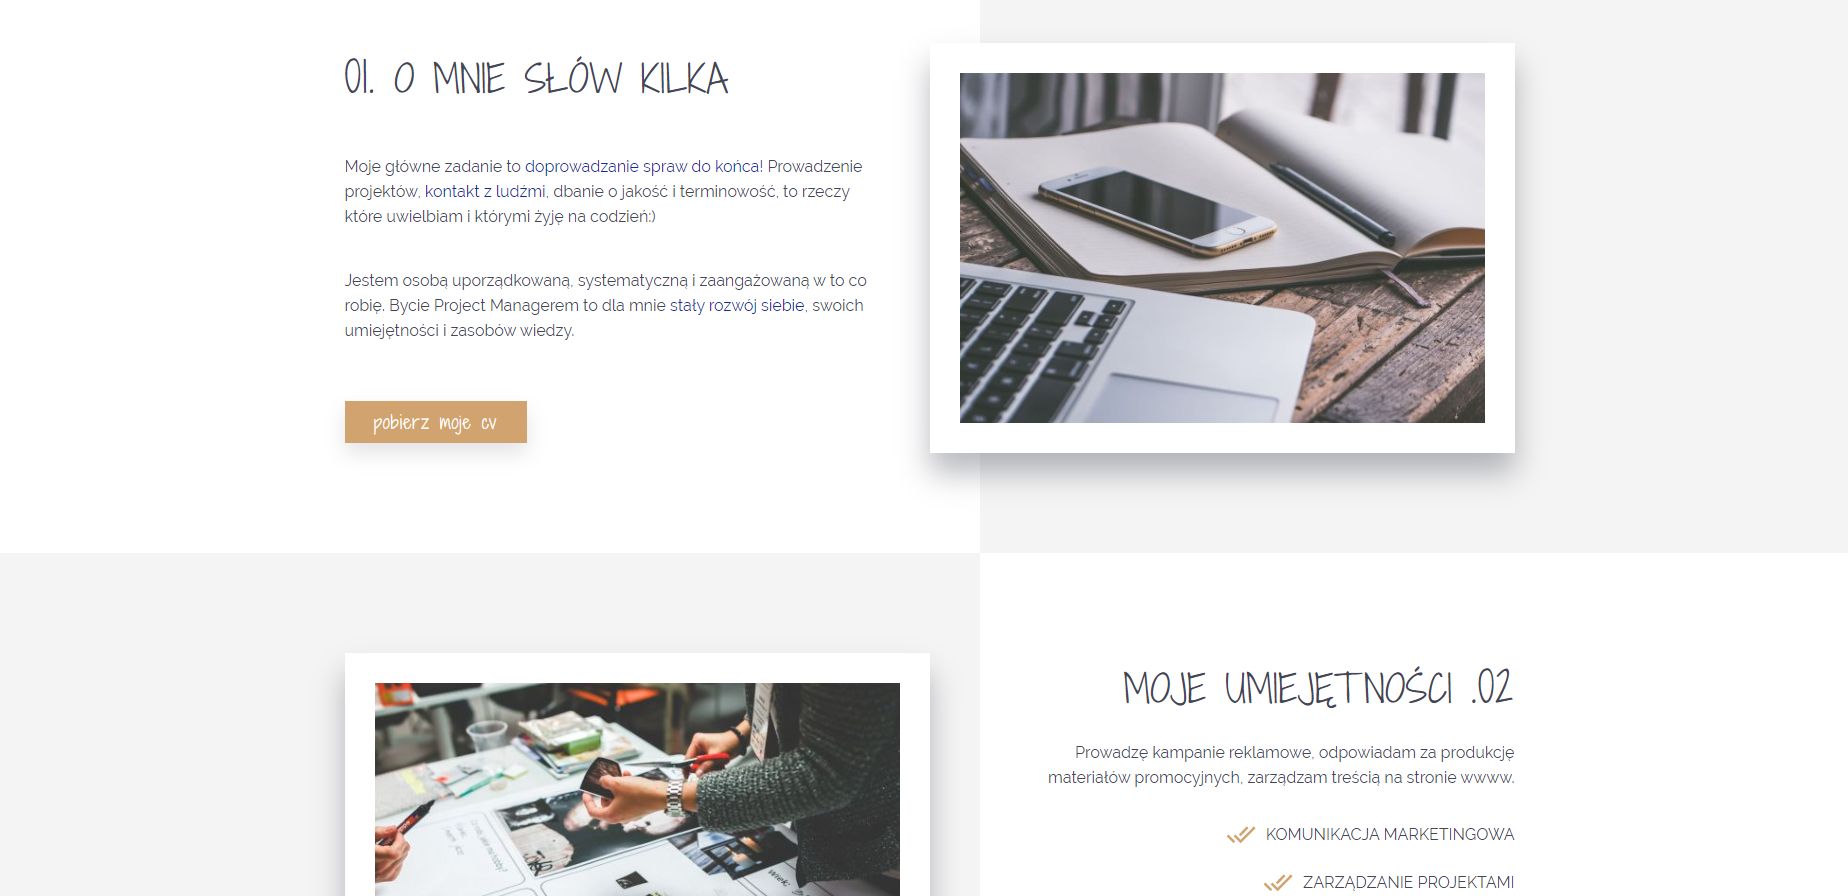 01. O MNIE SŁÓW KILKA
Moje główne zadanie to doprowadzanie spraw do końca! Prowadzenie
projektów, kontakt z ludźmi, dbanie o jakość i terminowość, to rzeczy
które uwielbiam i którymi żyję na codzień:)
Jestem osobą uporządkowaną, systematyczną i zaangażowaną w to co
robię. Bycie Project Managerem to dla mnie stały rozwój siebie, swoich
umiejętności i zasobów wiedzy.
pobierz moje cv
MOJE UMIEJĘTNOŚCI .02
Prowadzę kampanie reklamowe, odpowiadam za produkcję
materiałów promocyjnych, zarządzam treścią na stronie wwww.
KOMUNIKACJA MARKETINGOWA
ZARZĄDZANIE PROJEKTAMI